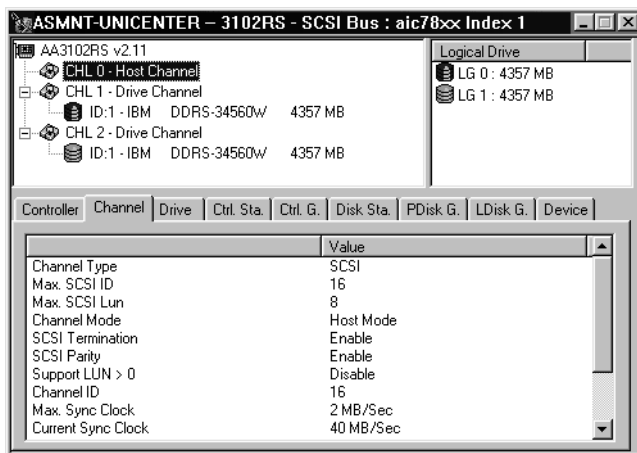 ASMNT-UNICENTER – 3102RS - SCSI Bus : aic78xx Index 1
AA3102RS v2.11
CHL 0 - Host Channel
CHL 1 - Drive Channel
ID:1 - IBM DDRS-34560W 4357 MB
CHL 2 - Drive Channel
ID:1 - IBM DDRS-34560W 4357 MB
Logical Drive
LG 0 : 4357 MB
LG 1 : 4357 MB
Controller Channel Drive Ctrl. Sta. Ctrl. G. Disk Sta. PDisk G. LDisk G. Device
Value
Channel Type SCSI
Max. SCSI ID 16
Max. SCSI Lun 8
Channel Mode Host Mode
SCSI Termination Enable
SCSI Parity Enable
Support LUN > 0 Disable
Channel ID 16
Max. Sync Clock 2 MB/Sec
Current Sync Clock 40 MB/Sec